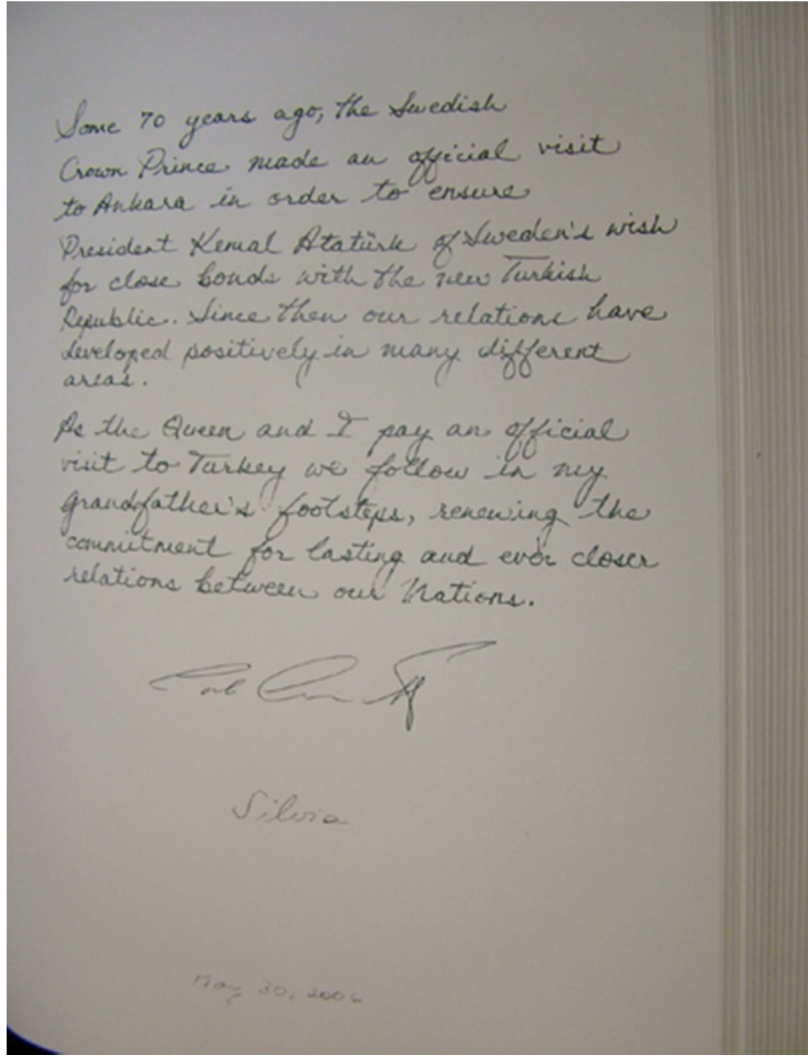 Some 70 years ago, the Swedish
Crown Prince made an official visit
to Ankara in order to ensure
President Kemal Atatürk of Sweden's wish
for close bonds with the new Turkish
Republic. Since then our relations have
developed positively in many different
areas.
As the Queen and I pay an official
visit to Turkey we follow in my
grandfather's footsteps, renewing the
commitment for lasting and ever closer
relations between our Nations.
Carl Gustaf
Silvia
May 30, 2006